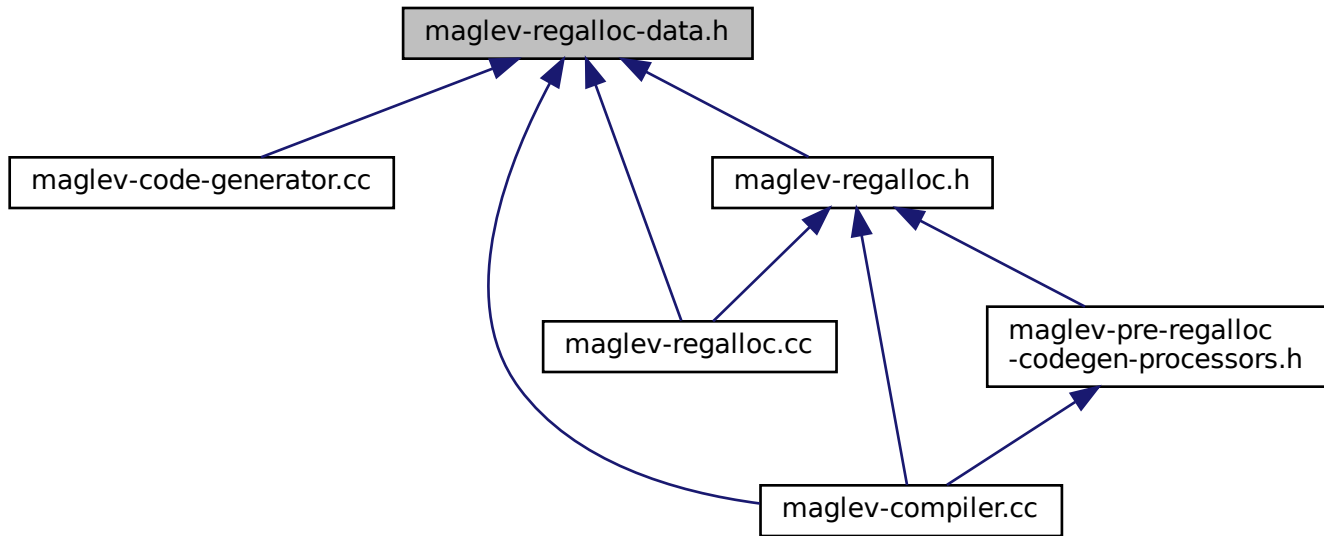 maglev-regalloc-data.h
maglev-code-generator.cc
maglev-regalloc.h
maglev-regalloc.cc
maglev-pre-regalloc
-codegen-processors.h
maglev-compiler.cc